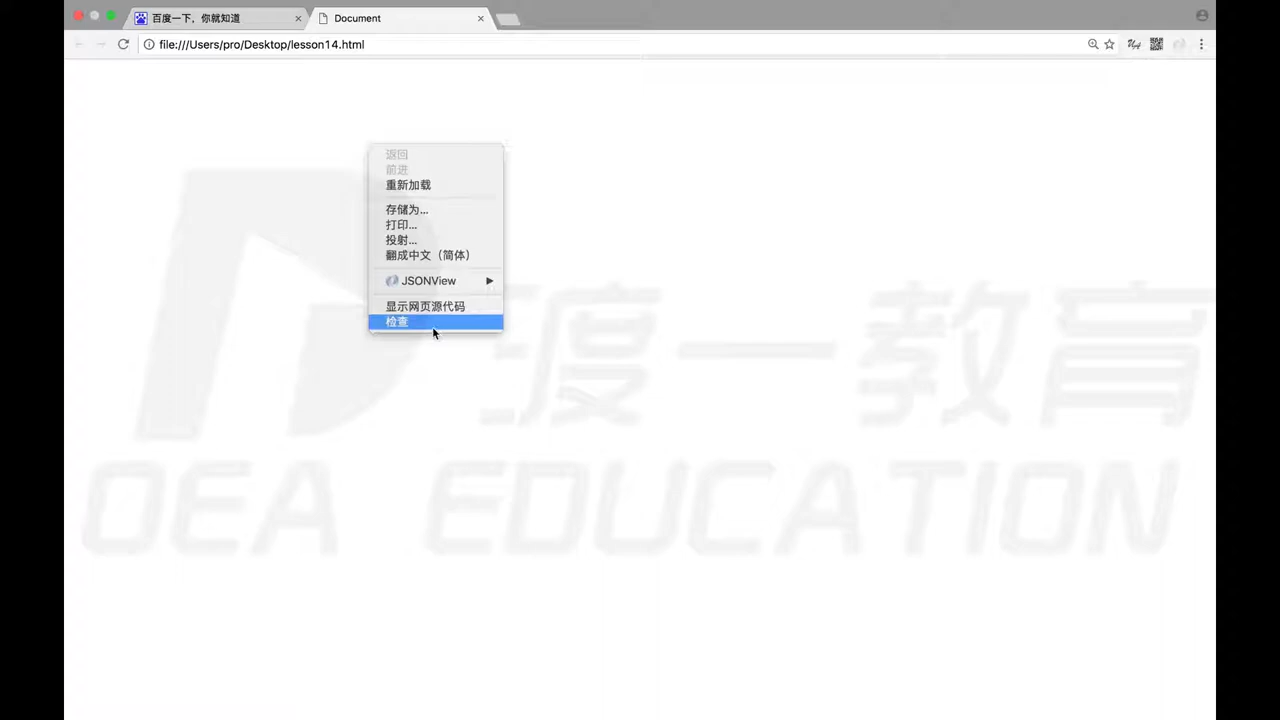 百度一下，你就知道
Document
file:///Users/pro/Desktop/lesson14.html
返回
前进
重新加载
存储为...
打印...
投射...
翻成中文（简体）
JSONView
显示网页源代码
检查
度一教育
DEA EDUCATION